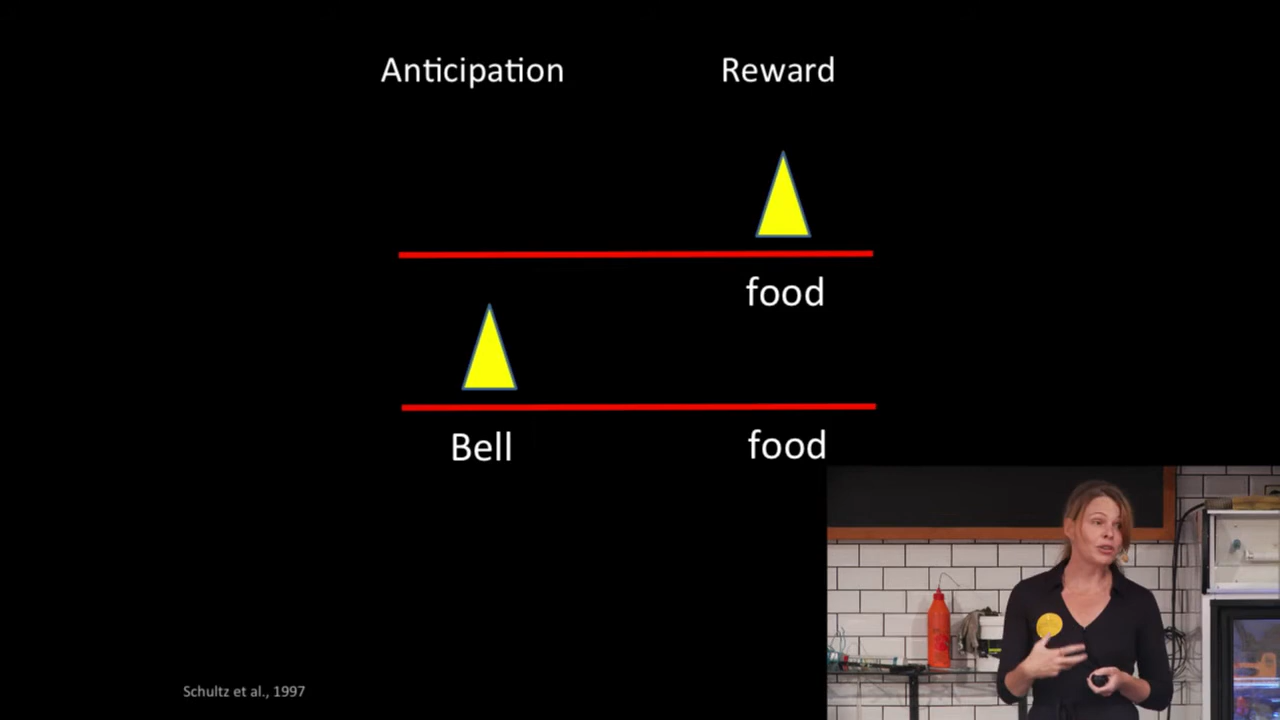 Anticipation Reward
food
Bell food
Schultz et al., 1997